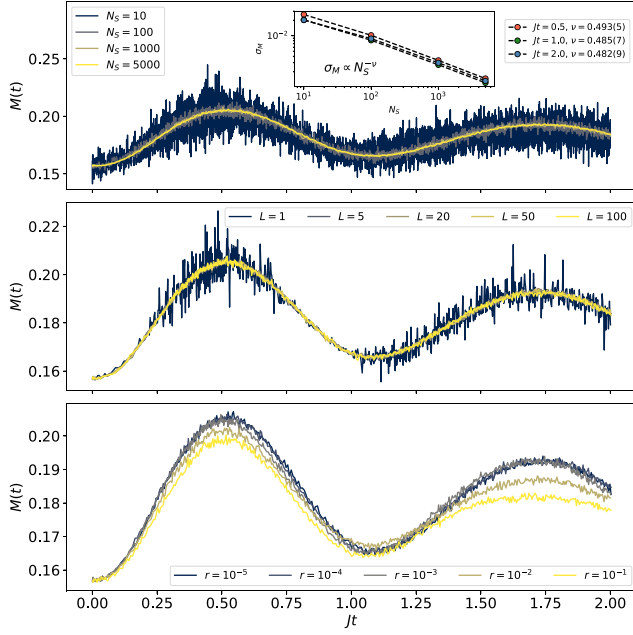 N_S = 10
N_S = 100
N_S = 1000
N_S = 5000
M(t)
0.25
0.20
0.15
σ_M
10^{-2}
σ_M ∝ N_S^{-ν}
10^1 10^2 10^3
N_S
Jt = 0.5, ν = 0.493(5)
Jt = 1.0, ν = 0.485(7)
Jt = 2.0, ν = 0.482(9)
L = 1 L = 5 L = 20 L = 50 L = 100
M(t)
0.22
0.20
0.18
0.16
M(t)
0.20
0.19
0.18
0.17
0.16
r = 10^{-5} r = 10^{-4} r = 10^{-3} r = 10^{-2} r = 10^{-1}
0.00 0.25 0.50 0.75 1.00 1.25 1.50 1.75 2.00
Jt